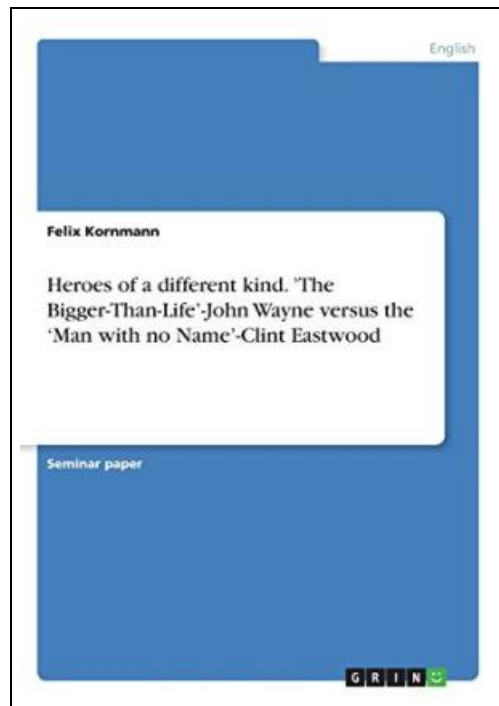 English
Felix Kornmann
Heroes of a different kind. 'The
Bigger-Than-Life'-John Wayne versus the
‘Man with no Name’-Clint Eastwood
Seminar paper
GRIN